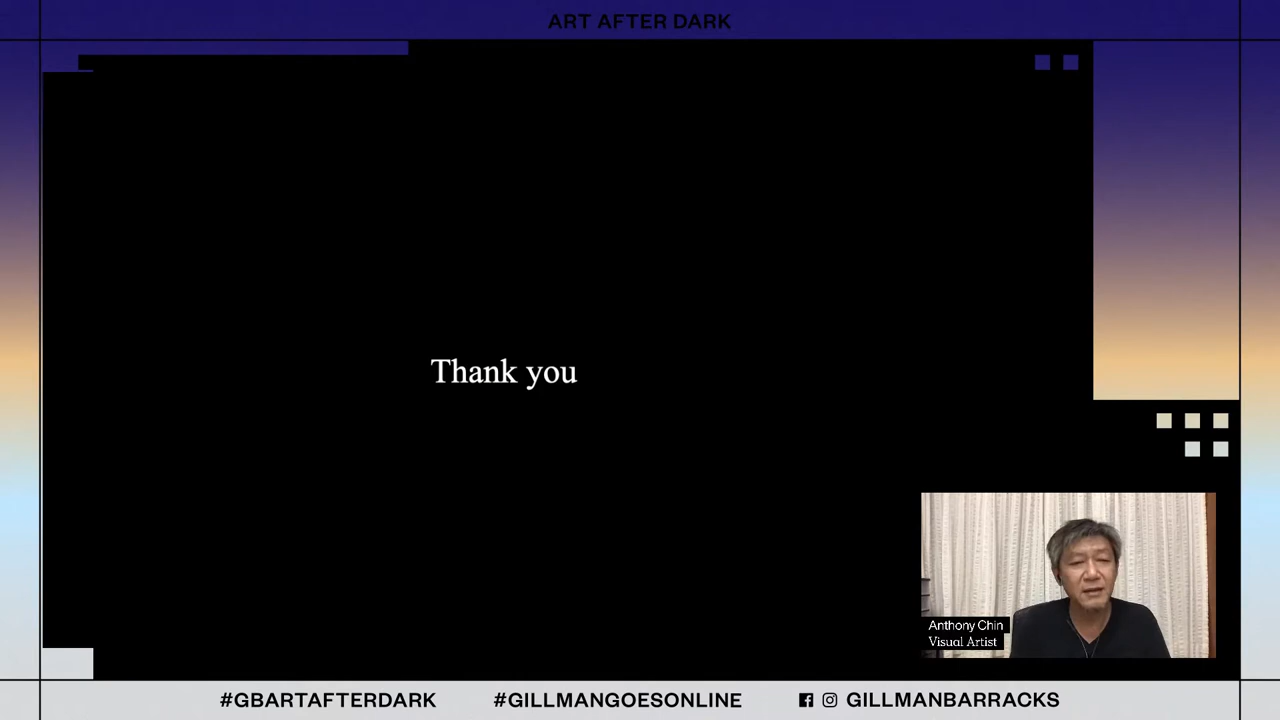 ART AFTER DARK
Thank you
Anthony Chin
Visual Artist
#GBARTAFTERDARK #GILLMANGOESONLINE GILLMANBARRACKS